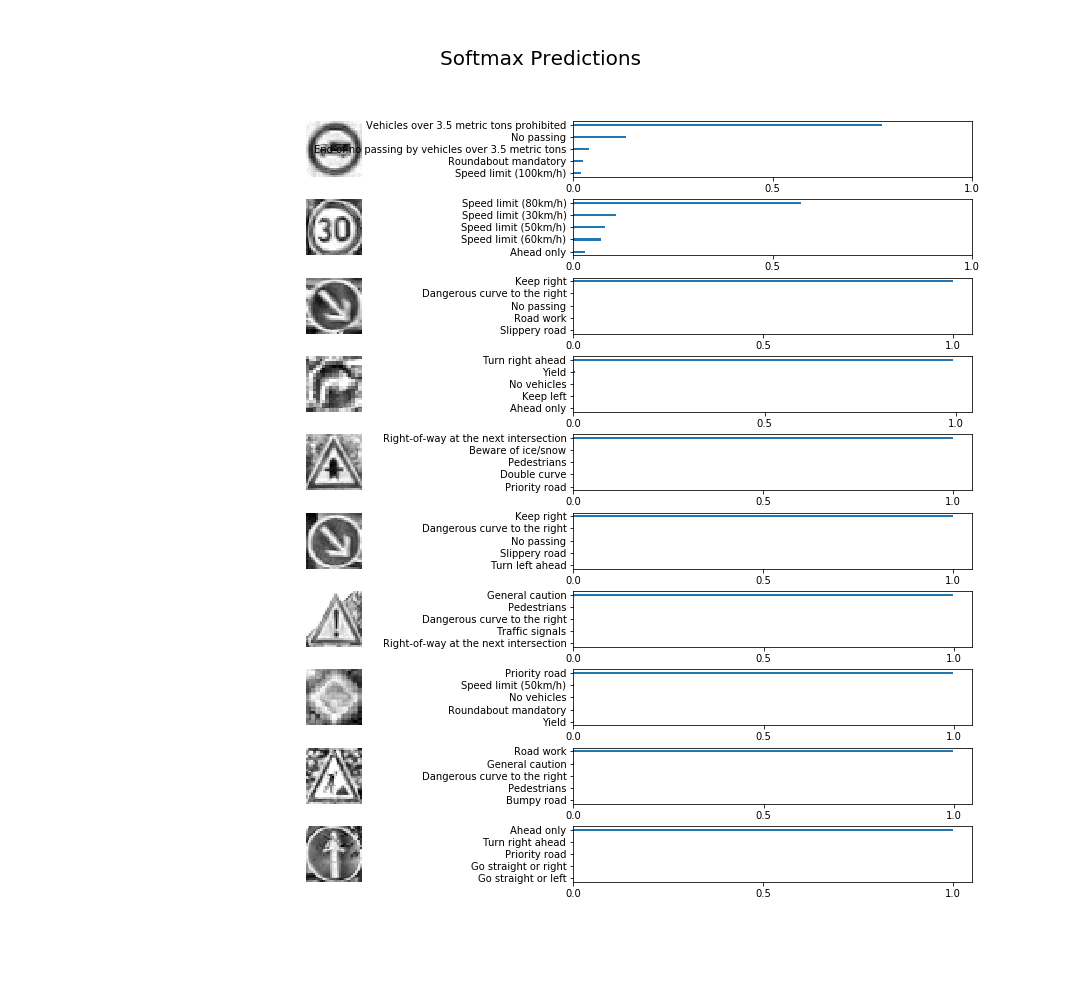 Softmax Predictions
Vehicles over 3.5 metric tons prohibited
No passing
End of no passing by vehicles over 3.5 metric tons
Roundabout mandatory
Speed limit (100km/h)
0.0 0.5 1.0
30
Speed limit (80km/h)
Speed limit (30km/h)
Speed limit (50km/h)
Speed limit (60km/h)
Ahead only
0.0 0.5 1.0
Keep right
Dangerous curve to the right
No passing
Road work
Slippery road
0.0 0.5 1.0
Turn right ahead
Yield
No vehicles
Keep left
Ahead only
0.0 0.5 1.0
Right-of-way at the next intersection
Beware of ice/snow
Pedestrians
Double curve
Priority road
0.0 0.5 1.0
Keep right
Dangerous curve to the right
No passing
Slippery road
Turn left ahead
0.0 0.5 1.0
General caution
Pedestrians
Dangerous curve to the right
Traffic signals
Right-of-way at the next intersection
0.0 0.5 1.0
Priority road
Speed limit (50km/h)
No vehicles
Roundabout mandatory
Yield
0.0 0.5 1.0
Road work
General caution
Dangerous curve to the right
Pedestrians
Bumpy road
0.0 0.5 1.0
Ahead only
Turn right ahead
Priority road
Go straight or right
Go straight or left
0.0 0.5 1.0